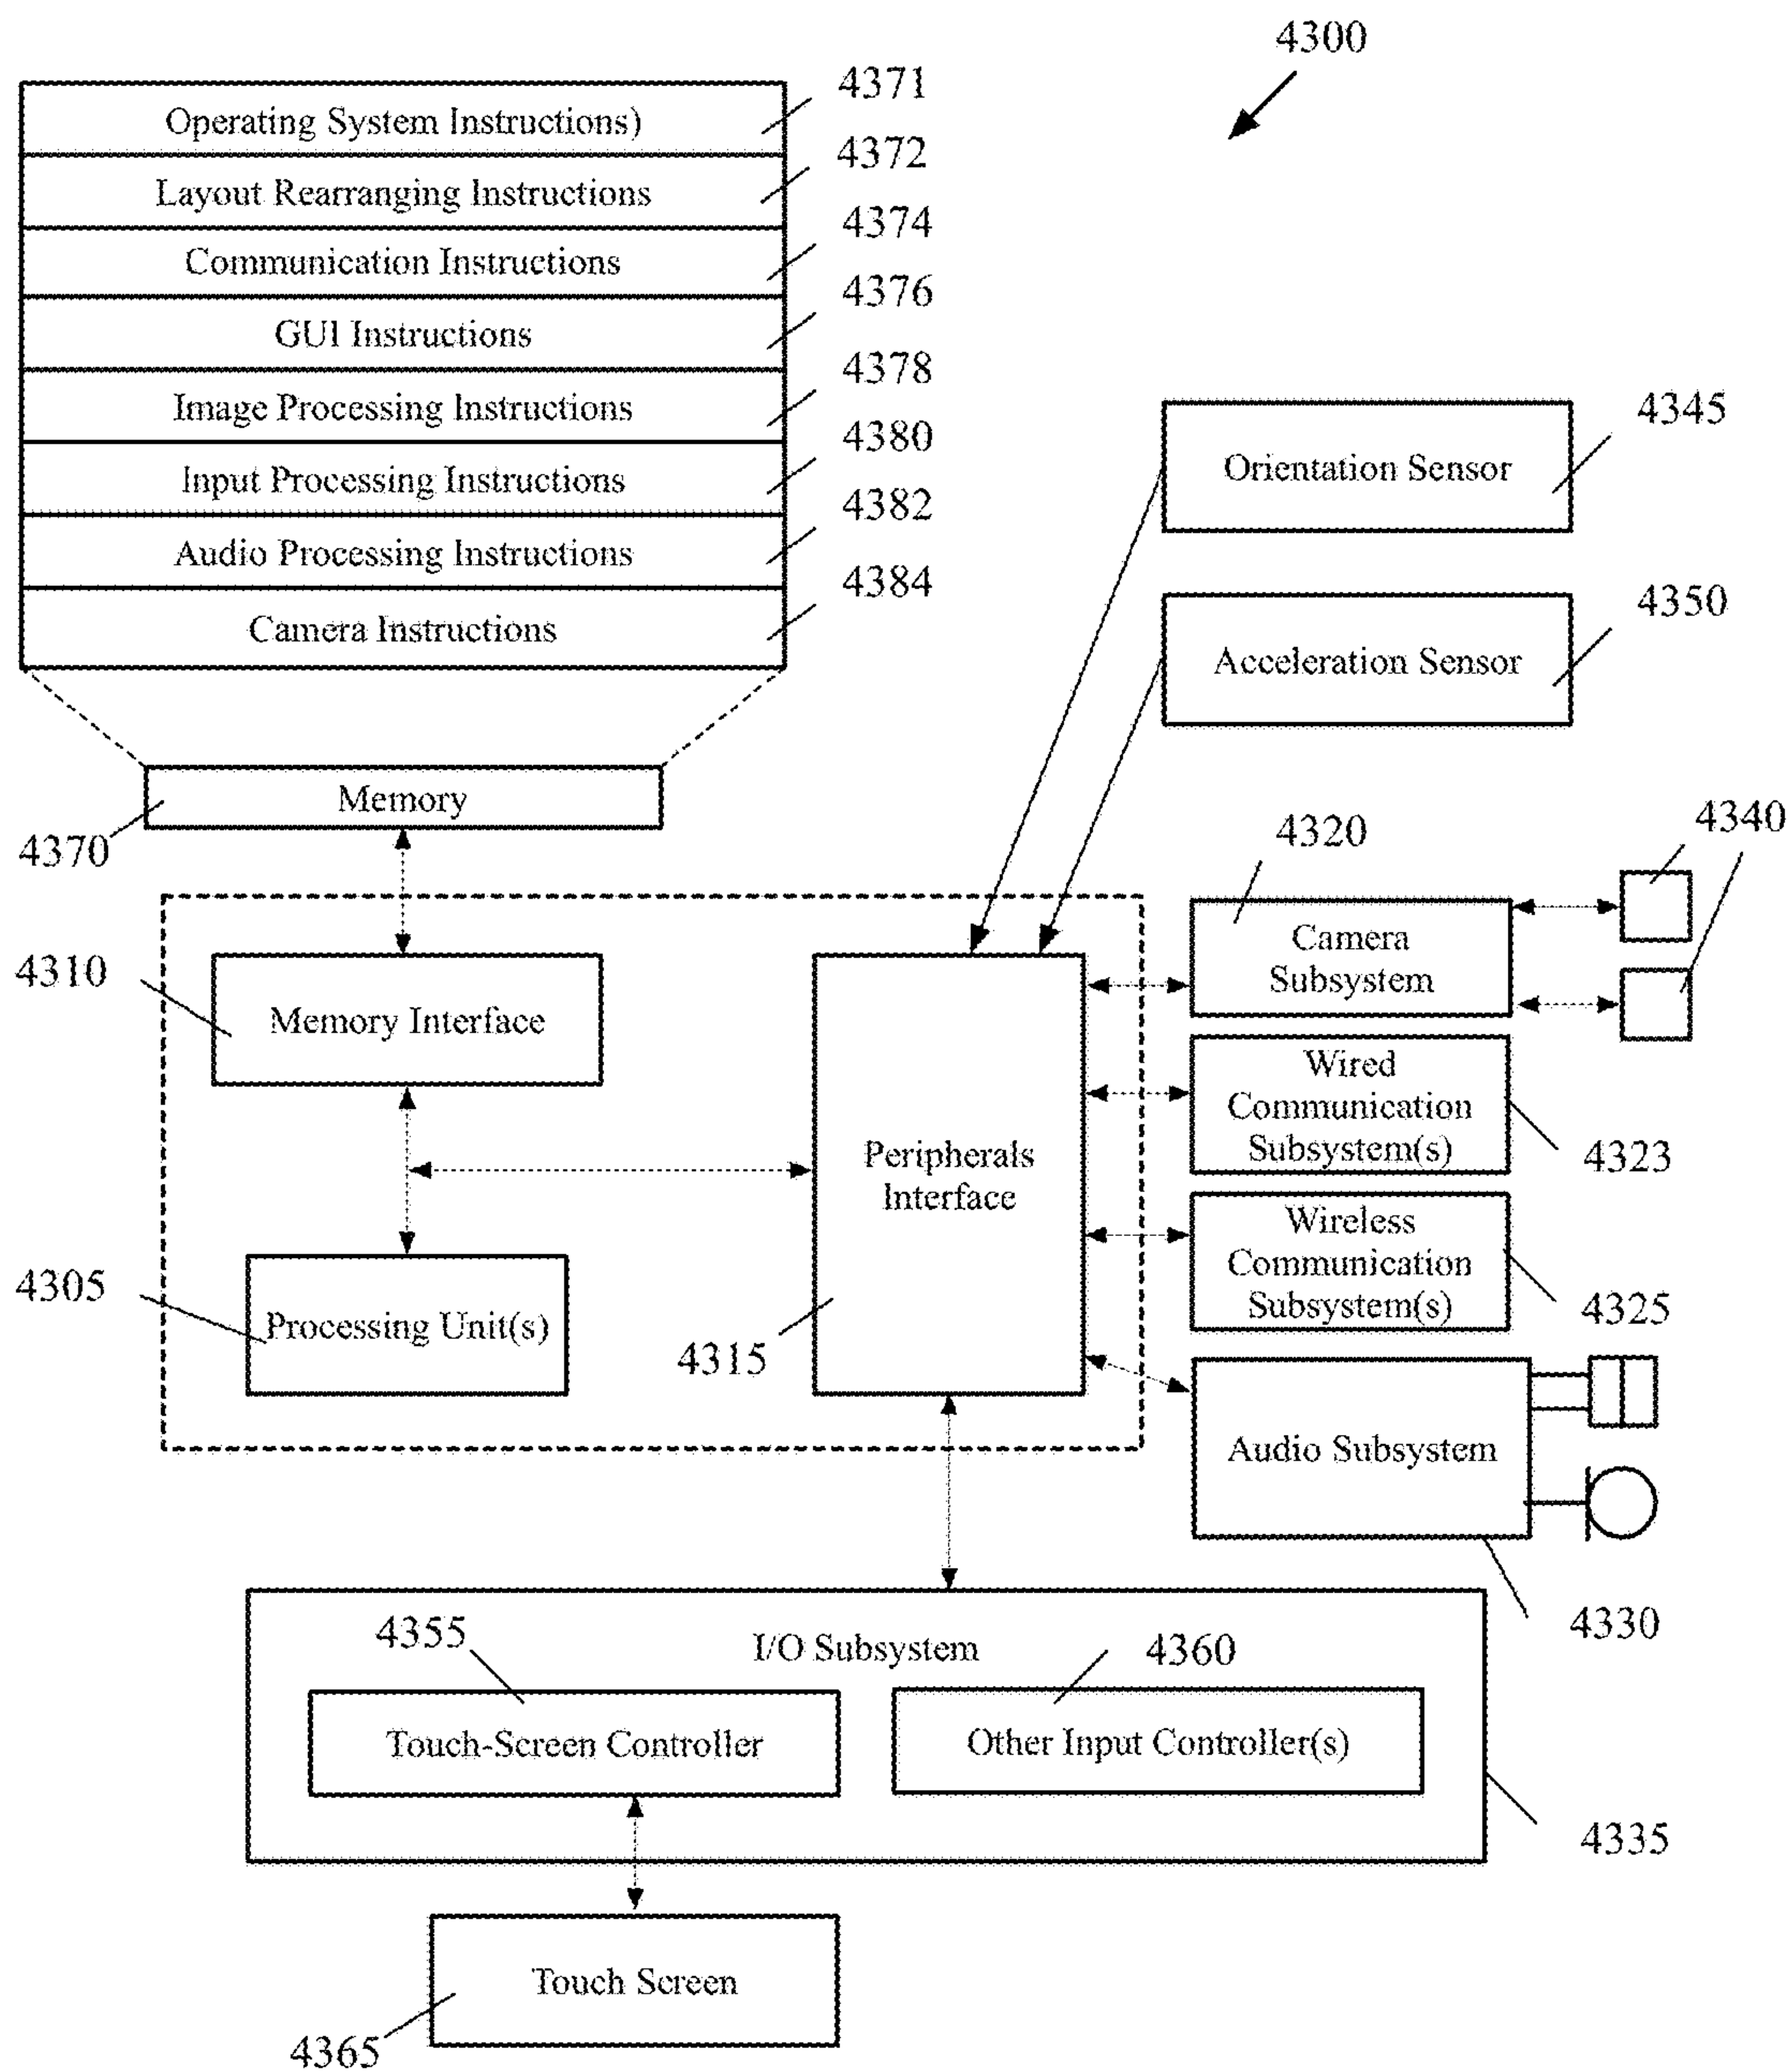 4300
4371
Operating System Instructions)
4372
Layout Rearranging Instructions
4374
Communication Instructions
4376
GUI Instructions
4378
Image Processing Instructions
4380
Input Processing Instructions
4382
Audio Processing Instructions
4384
Camera Instructions
4345
Orientation Sensor
4350
Acceleration Sensor
Memory
4370
4320
4340
Camera
Subsystem
4310
Memory Interface
Wired
Communication
Subsystem(s)
4323
Peripherals
Interface
Wireless
Communication
Subsystem(s)
4325
4305
Processing Unit(s)
4315
Audio Subsystem
4330
4355
I/O Subsystem
4360
Touch-Screen Controller
Other Input Controller(s)
4335
Touch Screen
4365